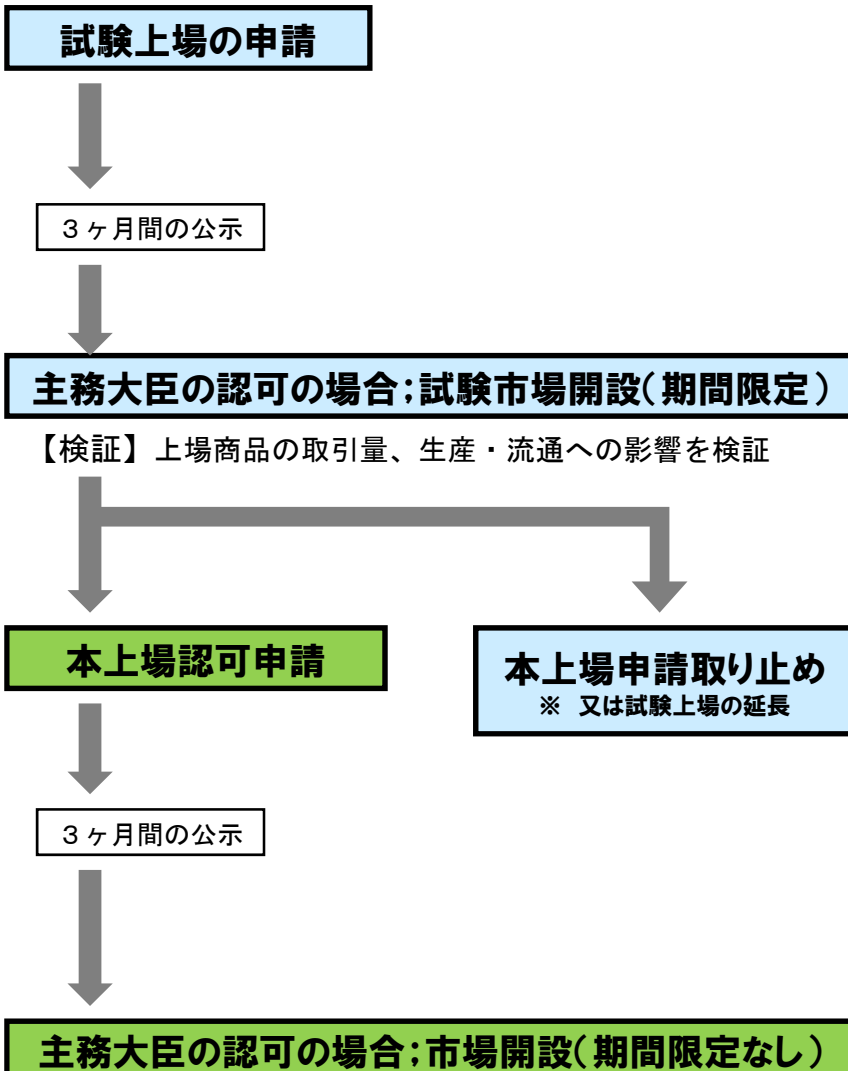 試験上場の申請
３ヶ月間の公示
主務大臣の認可の場合；試験市場開設（期間限定）
【検証】上場商品の取引量、生産・流通への影響を検証
本上場認可申請
本上場申請取り止め
※　又は試験上場の延長
３ヶ月間の公示
主務大臣の認可の場合；市場開設（期間限定なし）